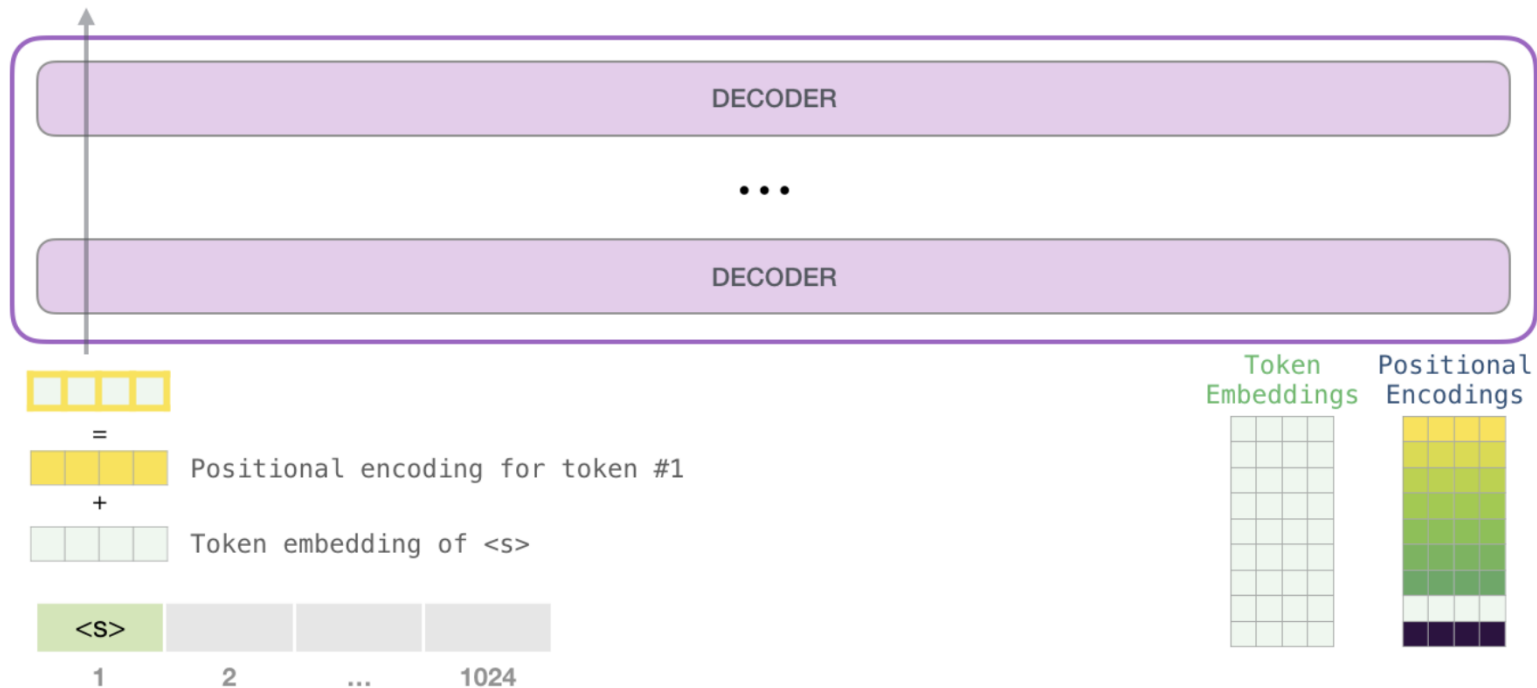 DECODER
...
DECODER
Token
Embeddings
Positional
Encodings
=
Positional encoding for token #1
+
Token embedding of <s>
<s>
1 2 ... 1024